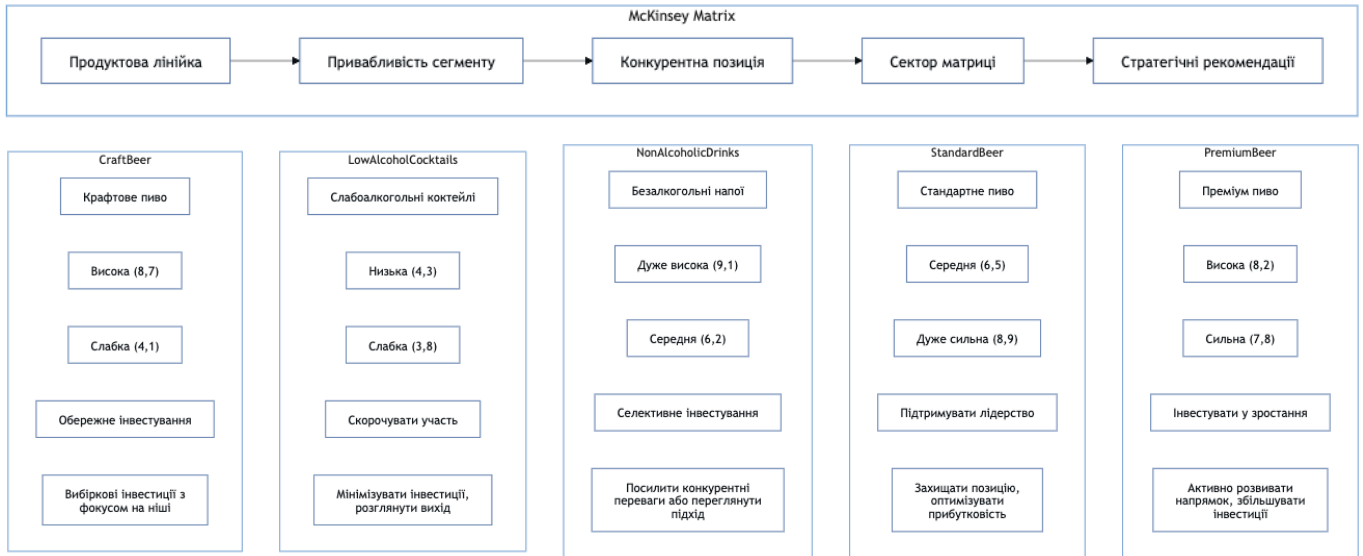 McKinsey Matrix
Продуктова лінійка
Привабливість сегменту
Конкурентна позиція
Сектор матриці
Стратегічні рекомендації
CraftBeer
Крафтове пиво
Висока (8,7)
Слабка (4,1)
Обережне інвестування
Вибіркові інвестиції з
фокусом на ніші
LowAlcoholCocktails
Слабоалкогольні коктейлі
Низька (4,3)
Слабка (3,8)
Скорочувати участь
Мінімізувати інвестиції,
розглянути вихід
NonAlcoholicDrinks
Безалкогольні напої
Дуже висока (9,1)
Середня (6,2)
Селективне інвестування
Посилити конкурентні
переваги або переглянути
підхід
StandardBeer
Стандартне пиво
Середня (6,5)
Дуже сильна (8,9)
Підтримувати лідерство
Захищати позицію,
оптимізувати
прибутковість
PremiumBeer
Преміум пиво
Висока (8,2)
Сильна (7,8)
Інвестувати у зростання
Активно розвивати
напрямок, збільшувати
інвестиції